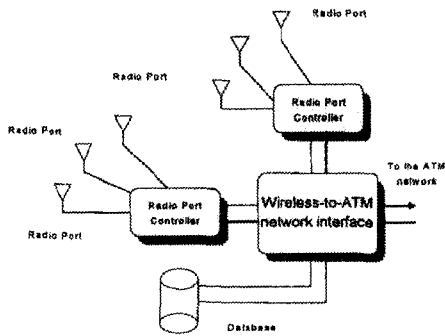 Radio Port
Radio Port
Radio Port
Controller
Radio Port
To the ATM
network
Wireless-to-ATM
network interface
Radio Port
Controller
Radio Port
Database